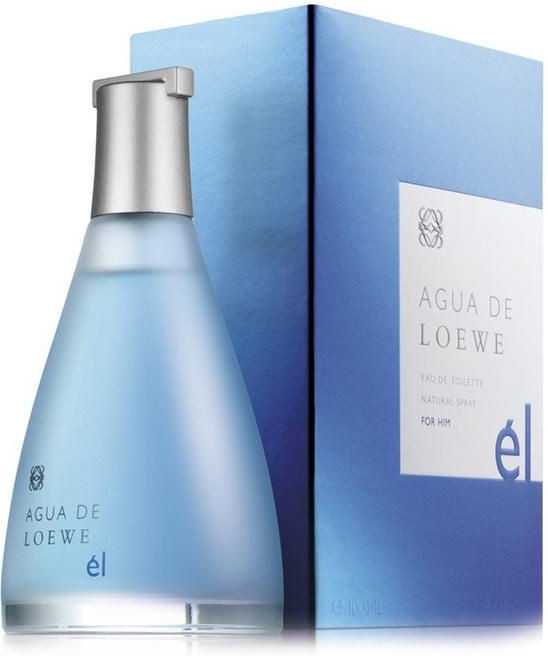 AGUA DE
LOEWE
él
AGUA DE
LOEWE
EAU DE TOILETTE
NATURAL SPRAY
FOR HIM
él
℮ 100ML